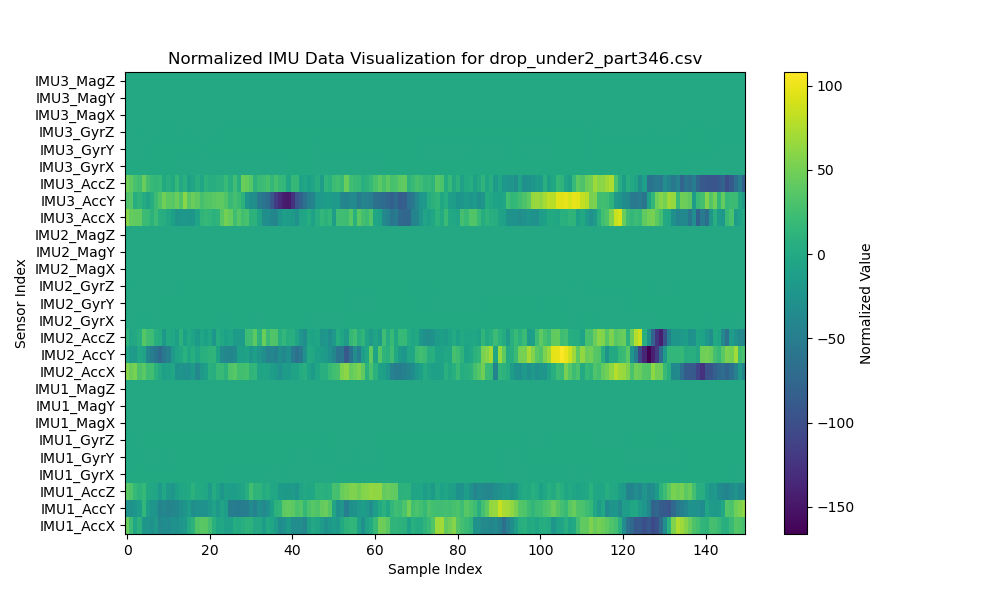 Normalized IMU Data Visualization for drop_under2_part346.csv
IMU3_MagZ
IMU3_MagY
IMU3_MagX
IMU3_GyrZ
IMU3_GyrY
IMU3_GyrX
IMU3_AccZ
IMU3_AccY
IMU3_AccX
IMU2_MagZ
IMU2_MagY
IMU2_MagX
IMU2_GyrZ
IMU2_GyrY
IMU2_GyrX
IMU2_AccZ
IMU2_AccY
IMU2_AccX
IMU1_MagZ
IMU1_MagY
IMU1_MagX
IMU1_GyrZ
IMU1_GyrY
IMU1_GyrX
IMU1_AccZ
IMU1_AccY
IMU1_AccX
Sensor Index
0 20 40 60 80 100 120 140
Sample Index
100
50
0
−50
−100
−150
Normalized Value